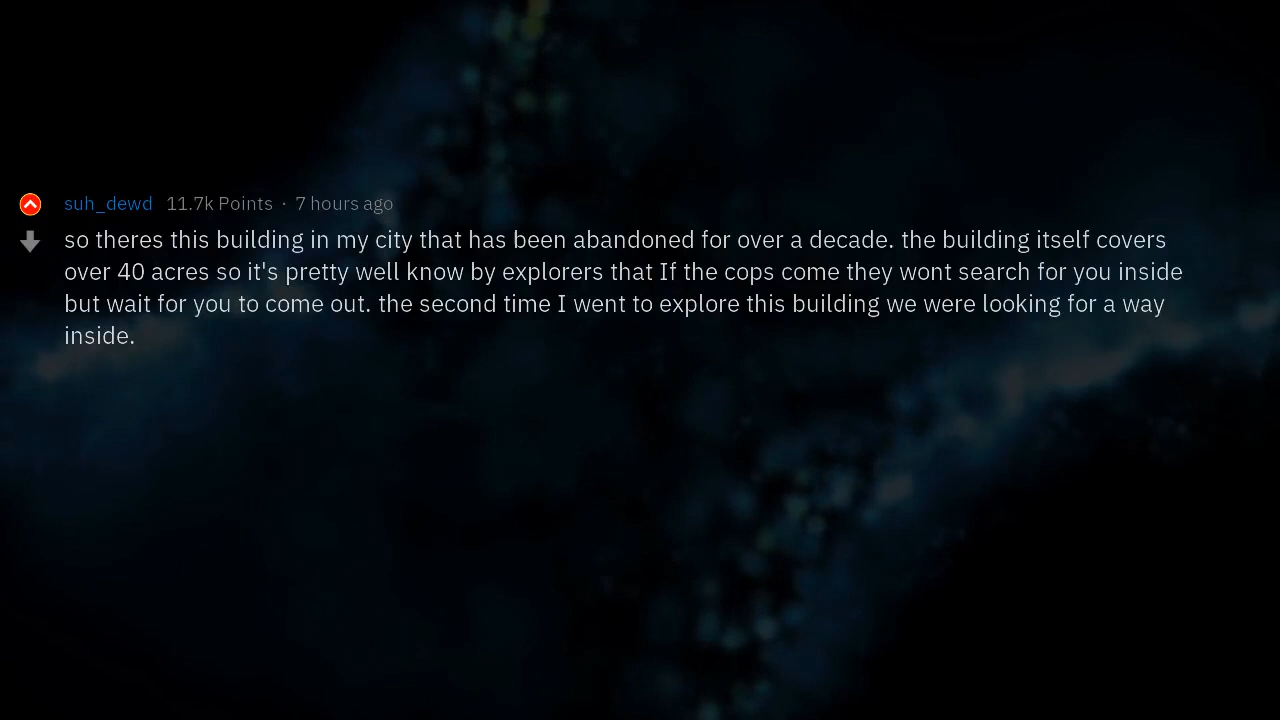 suh_dewd 11.7k Points · 7 hours ago
so theres this building in my city that has been abandoned for over a decade. the building itself covers
over 40 acres so it's pretty well know by explorers that If the cops come they wont search for you inside
but wait for you to come out. the second time I went to explore this building we were looking for a way
inside.